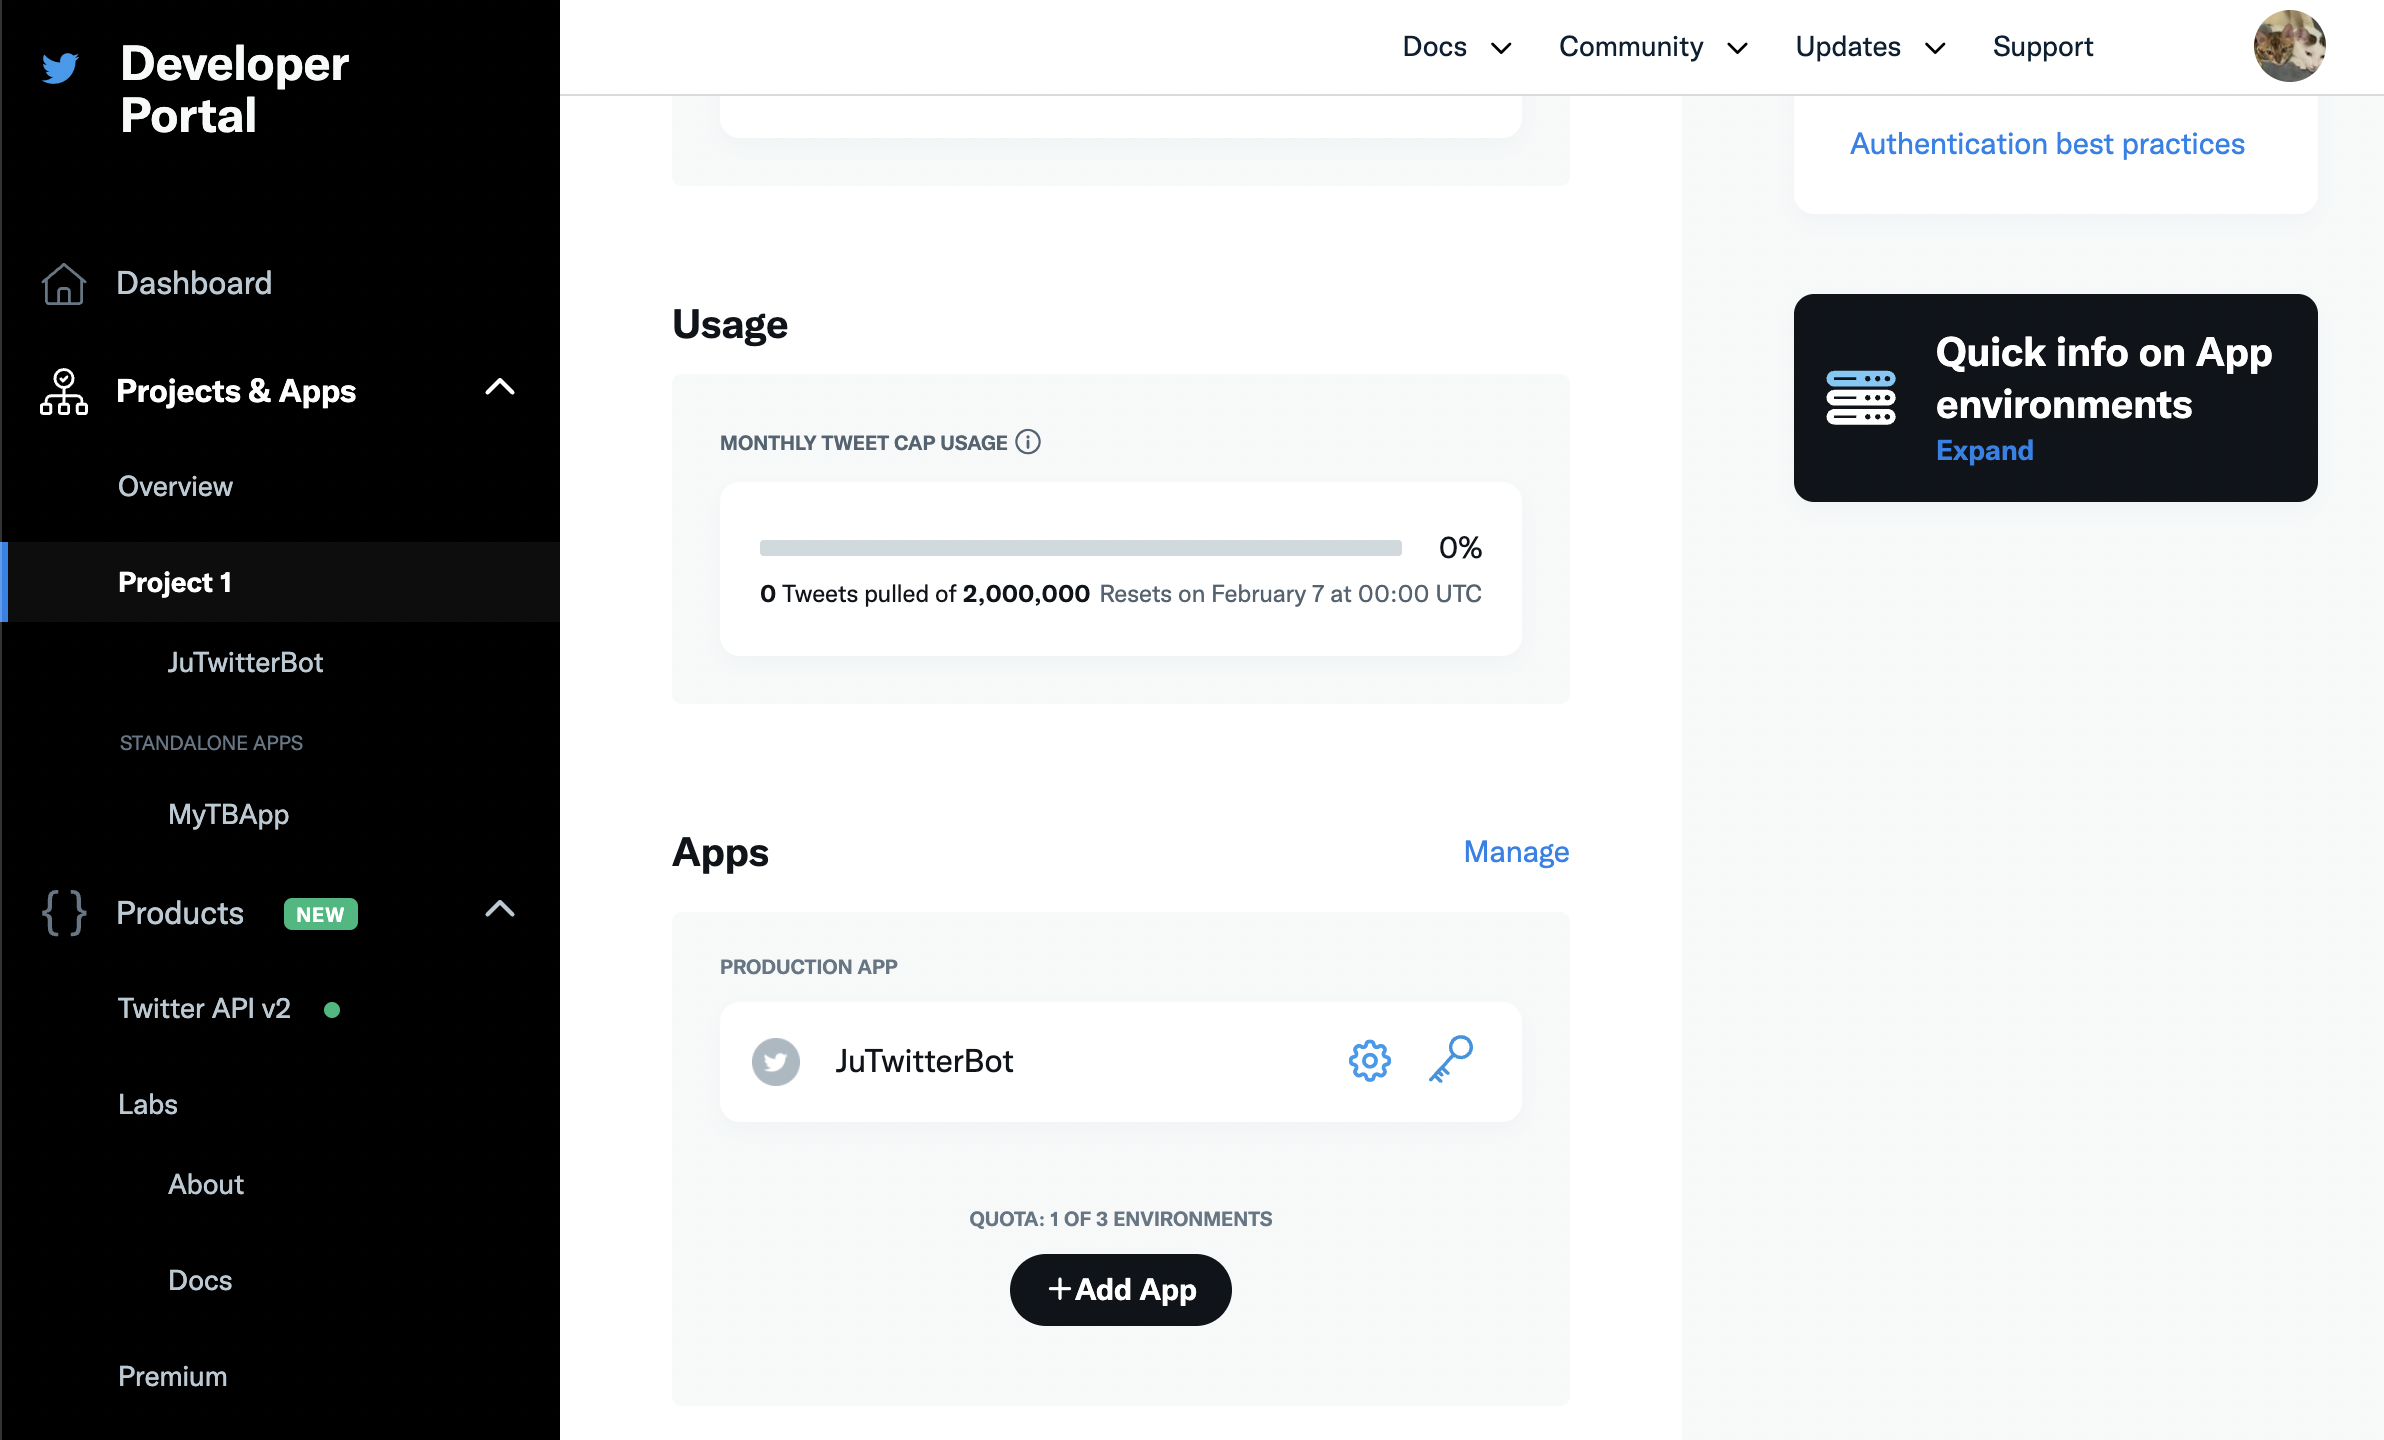 Developer
Portal
Dashboard
Projects & Apps
Overview
Project 1
JuTwitterBot
STANDALONE APPS
MyTBApp
Products NEW
Twitter API v2
Labs
About
Docs
Premium
Docs Community Updates Support
Usage
MONTHLY TWEET CAP USAGE
0%
0 Tweets pulled of 2,000,000 Resets on February 7 at 00:00 UTC
Apps Manage
PRODUCTION APP
JuTwitterBot
QUOTA: 1 OF 3 ENVIRONMENTS
+Add App
Authentication best practices
Quick info on App
environments
Expand